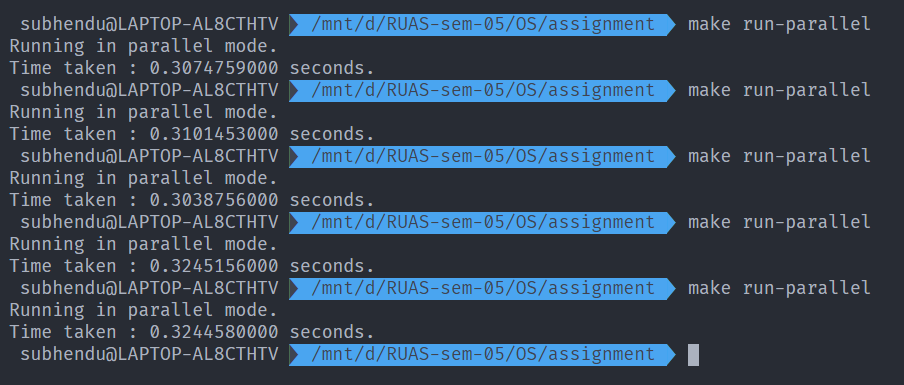 subhendu@LAPTOP-AL8CTHTV /mnt/d/RUAS-sem-05/OS/assignment make run-parallel
Running in parallel mode.
Time taken : 0.3074759000 seconds.
subhendu@LAPTOP-AL8CTHTV /mnt/d/RUAS-sem-05/OS/assignment make run-parallel
Running in parallel mode.
Time taken : 0.3101453000 seconds.
subhendu@LAPTOP-AL8CTHTV /mnt/d/RUAS-sem-05/OS/assignment make run-parallel
Running in parallel mode.
Time taken : 0.3038756000 seconds.
subhendu@LAPTOP-AL8CTHTV /mnt/d/RUAS-sem-05/OS/assignment make run-parallel
Running in parallel mode.
Time taken : 0.3245156000 seconds.
subhendu@LAPTOP-AL8CTHTV /mnt/d/RUAS-sem-05/OS/assignment make run-parallel
Running in parallel mode.
Time taken : 0.3244580000 seconds.
subhendu@LAPTOP-AL8CTHTV /mnt/d/RUAS-sem-05/OS/assignment